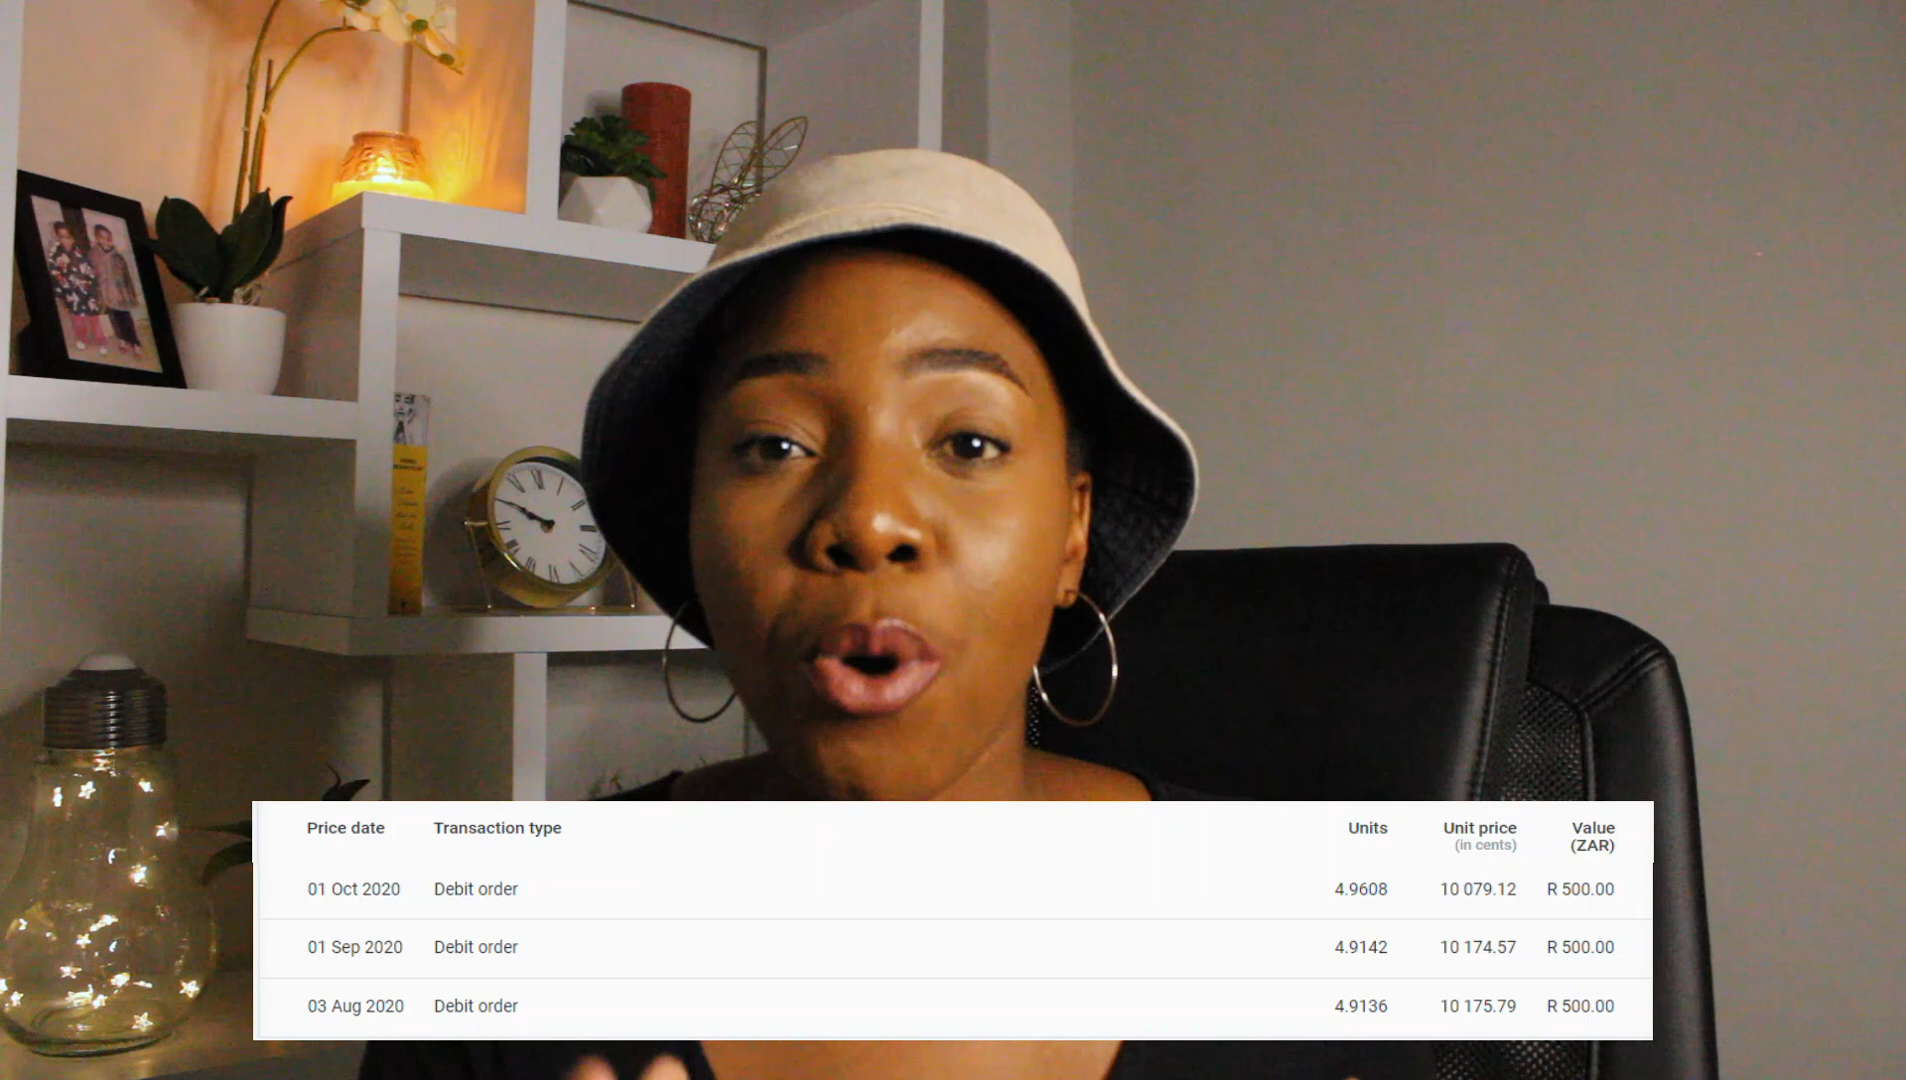 Price date Transaction type Units Unit price Value
(in cents) (ZAR)
01 Oct 2020 Debit order 4.9608 10 079.12 R 500.00
01 Sep 2020 Debit order 4.9142 10 174.57 R 500.00
03 Aug 2020 Debit order 4.9136 10 175.79 R 500.00